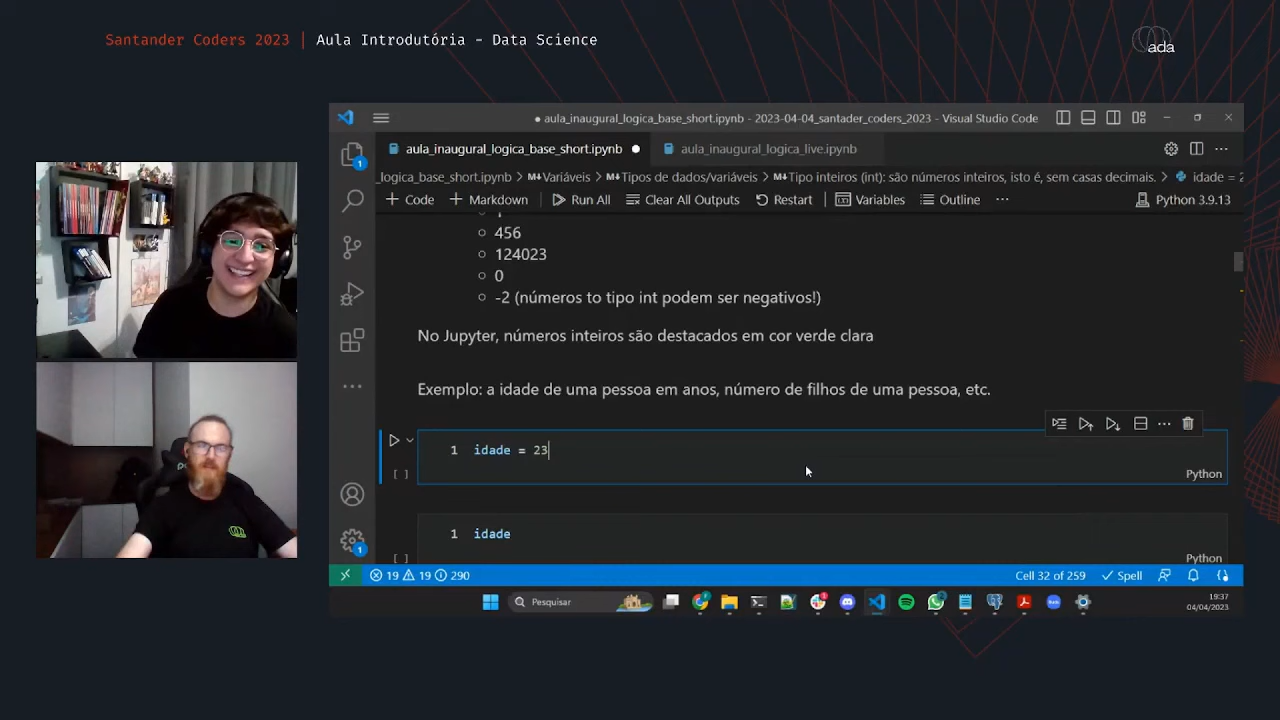 Santander Coders 2023 | Aula Introdutória - Data Science
ada
● aula_inaugural_logica_base_short.ipynb - 2023-04-04_santader_coders_2023 - Visual Studio Code
aula_inaugural_logica_base_short.ipynb ●
aula_inaugural_logica_live.ipynb
_logica_base_short.ipynb > M↓Variáveis > M↓Tipos de dados/variáveis > M↓Tipo inteiros (int): são números inteiros, isto é, sem casas decimais. > idade = 2
+ Code + Markdown Run All Clear All Outputs Restart Variables Outline ··· Python 3.9.13
456
124023
0
-2 (números to tipo int podem ser negativos!)
No Jupyter, números inteiros são destacados em cor verde clara
Exemplo: a idade de uma pessoa em anos, número de filhos de uma pessoa, etc.
1 idade = 23
[ ] Python
1 idade
[ ] Python
1
1
19 19 290
Cell 32 of 259 Spell
Pesquisar
19:37
04/04/2023